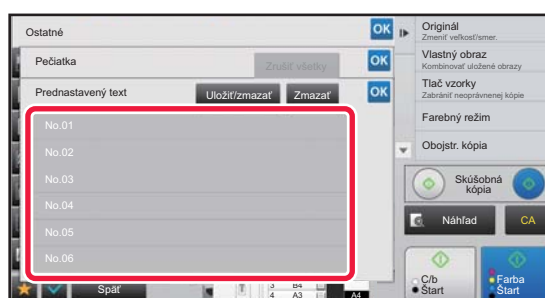 Ostatné
OK
Pečiatka
Zrušiť všetky
OK
Prednastavený text
Uložiť/zmazať
Zmazať
OK
No.01
No.02
No.03
No.04
No.05
No.06
Späť
3 B4
4 A3
A4
Originál
Zmeniť veľkosť/smer.
Vlastný obraz
Kombinovať uložené obrazy
Tlač vzorky
Zabrániť neoprávnenej kópie
Farebný režim
Obojstr. kópia
Skúšobná
kópia
Náhľad
CA
C/b
Štart
Farba
Štart